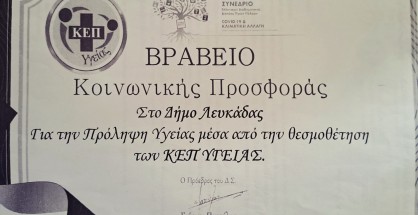 ΣΥΝΕΔΡΙΟ
ΚΕΠ
Υγείας
ΒΡΑΒΕΙΟ
Κοινωνικής Προσφοράς
Στο Δήμο Λευκάδας
Για την Πρόληψη Υγείας μέσα από την θεσμοθέτηση
των ΚΕΠ ΥΓΕΙΑΣ.
Ο Πρόεδρος του Δ.Σ.